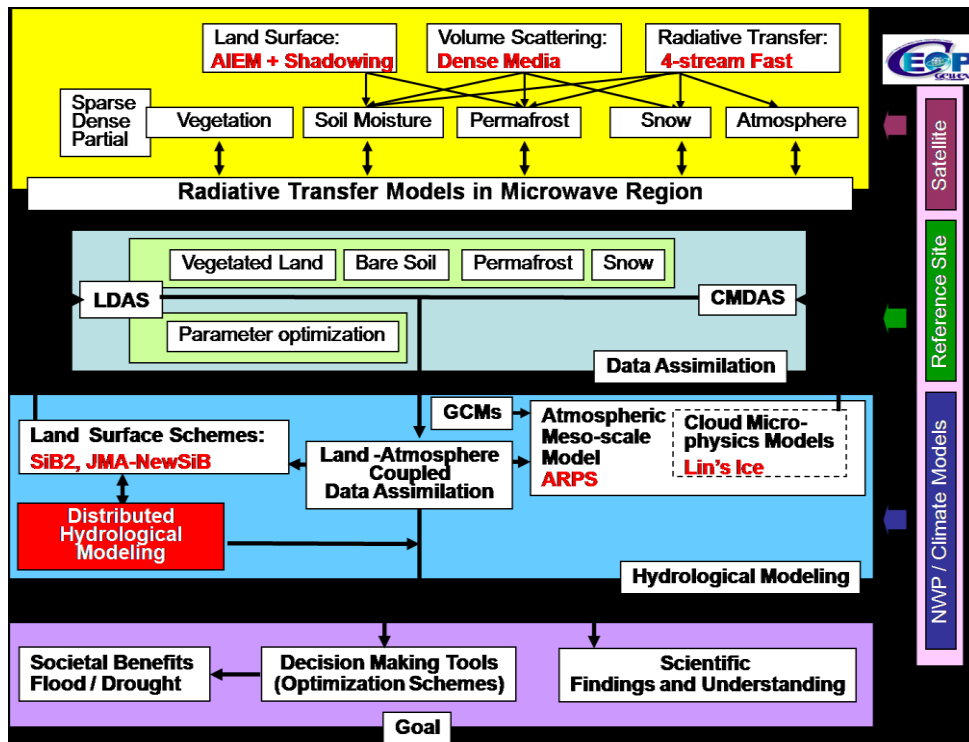 Land Surface:
AIEM + Shadowing
Volume Scattering:
Dense Media
Radiative Transfer:
4-stream Fast
CEOP
Sparse
Dense
Partial
Vegetation
Soil Moisture
Permafrost
Snow
Atmosphere
Radiative Transfer Models in Microwave Region
Satellite
Vegetated Land
Bare Soil
Permafrost
Snow
LDAS
CMDAS
Parameter optimization
Data Assimilation
Reference Site
GCMs
Land Surface Schemes:
SiB2, JMA-NewSiB
Land -Atmosphere
Coupled
Data Assimilation
Atmospheric
Meso-scale
Model
ARPS
Cloud Micro-
physics Models
Lin's Ice
Distributed
Hydrological
Modeling
Hydrological Modeling
NWP / Climate Models
Societal Benefits
Flood / Drought
Decision Making Tools
(Optimization Schemes)
Scientific
Findings and Understanding
Goal